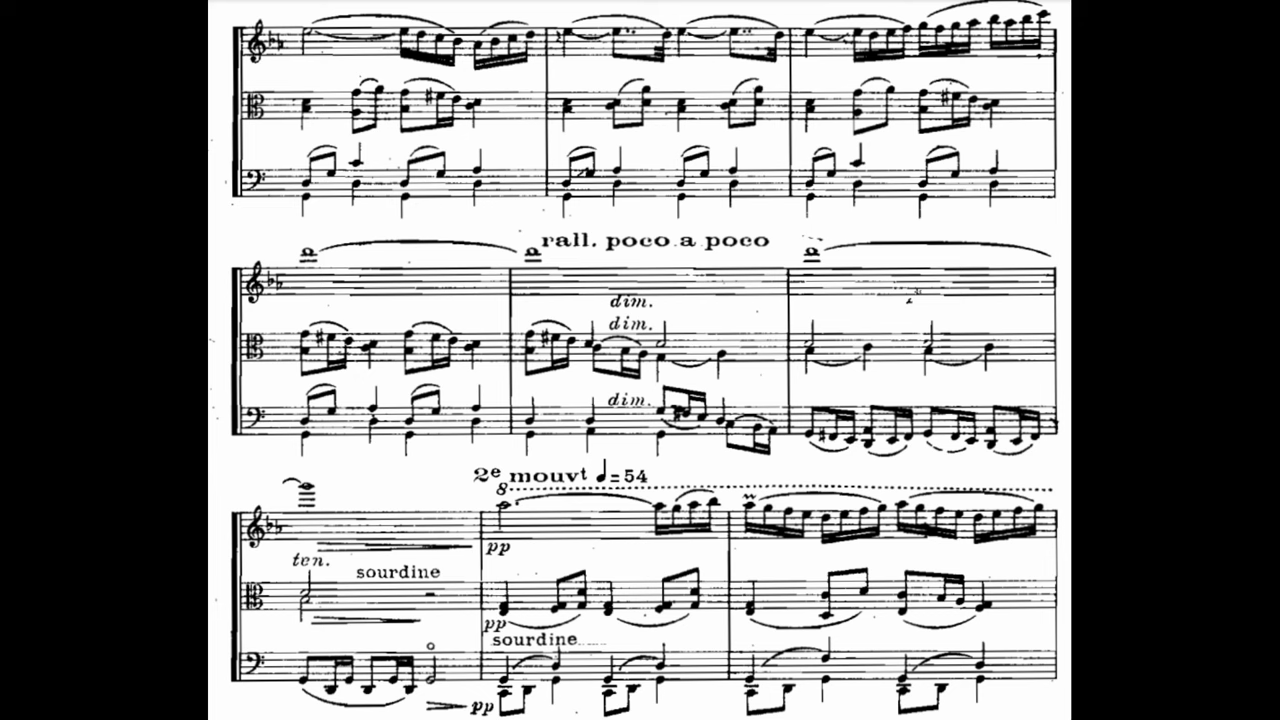 rall. poco a poco
dim.
dim.
dim.
2e mouvt ♩=54
8
pp
ten.
sourdine
pp
sourdine
pp